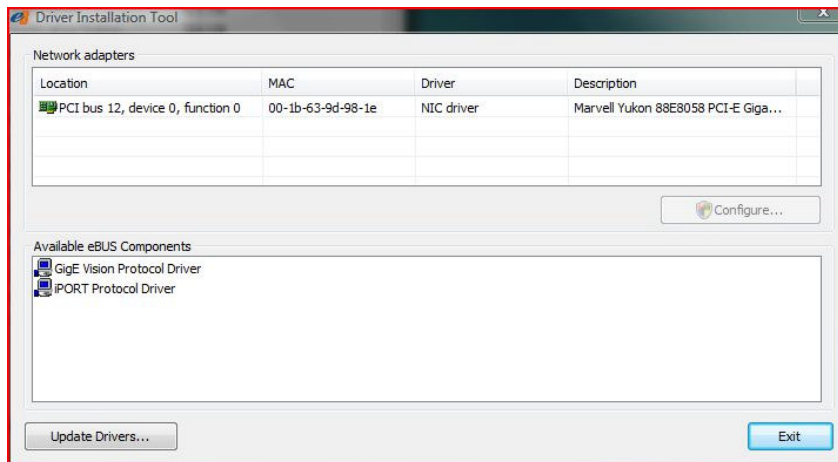 Driver Installation Tool
Network adapters
Location MAC Driver Description
PCI bus 12, device 0, function 0 00-1b-63-9d-98-1e NIC driver Marvell Yukon 88E8058 PCI-E Giga...
Configure...
Available eBUS Components
GigE Vision Protocol Driver
iPORT Protocol Driver
Update Drivers... Exit